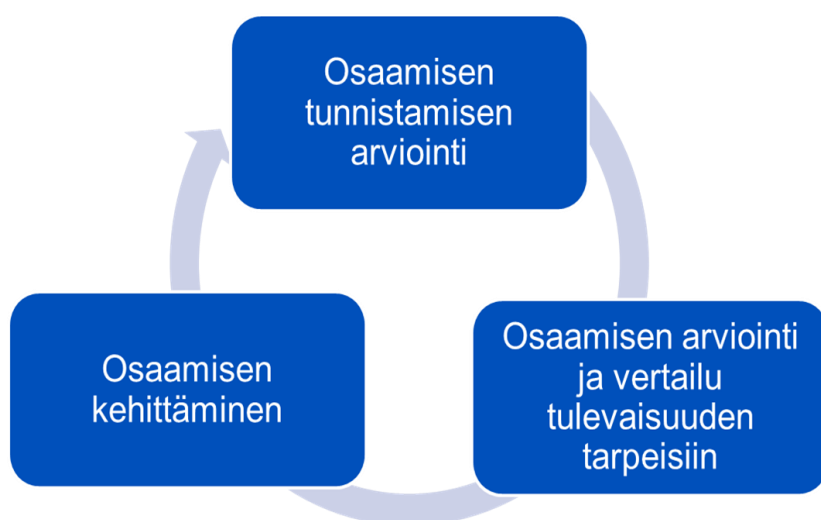 Osaamisen
tunnistamisen
arviointi
Osaamisen arviointi
ja vertailu
tulevaisuuden
tarpeisiin
Osaamisen
kehittäminen